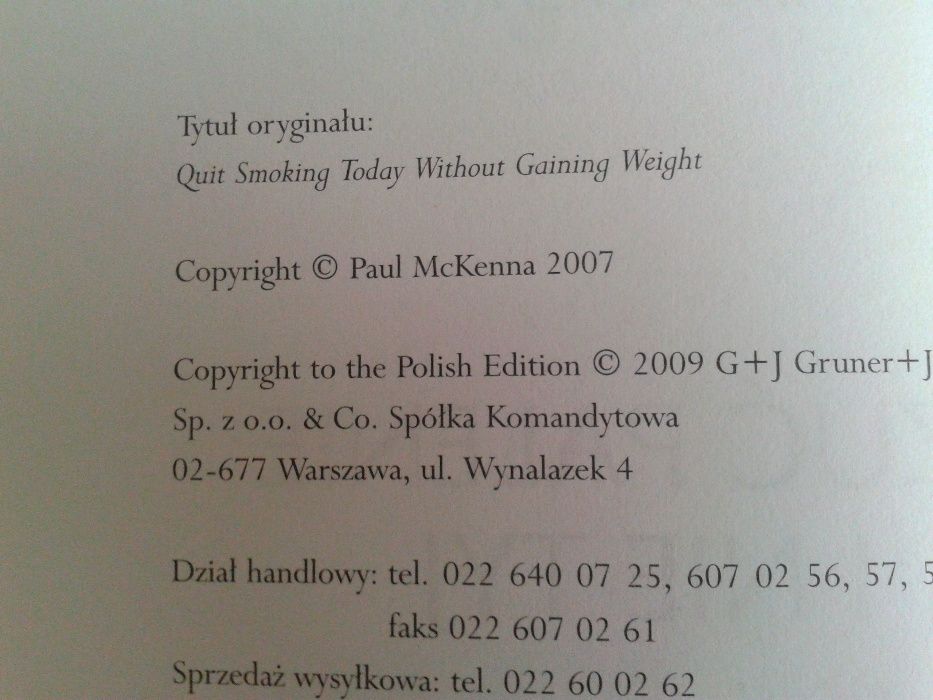 Tytuł oryginału:
Quit Smoking Today Without Gaining Weight
Copyright © Paul McKenna 2007
Copyright to the Polish Edition © 2009 G+J Gruner+J
Sp. z o.o. & Co. Spółka Komandytowa
02-677 Warszawa, ul. Wynalazek 4
Dział handlowy: tel. 022 640 07 25, 607 02 56, 57, 5
faks 022 607 02 61
Sprzedaż wysyłkowa: tel. 022 60 02 62